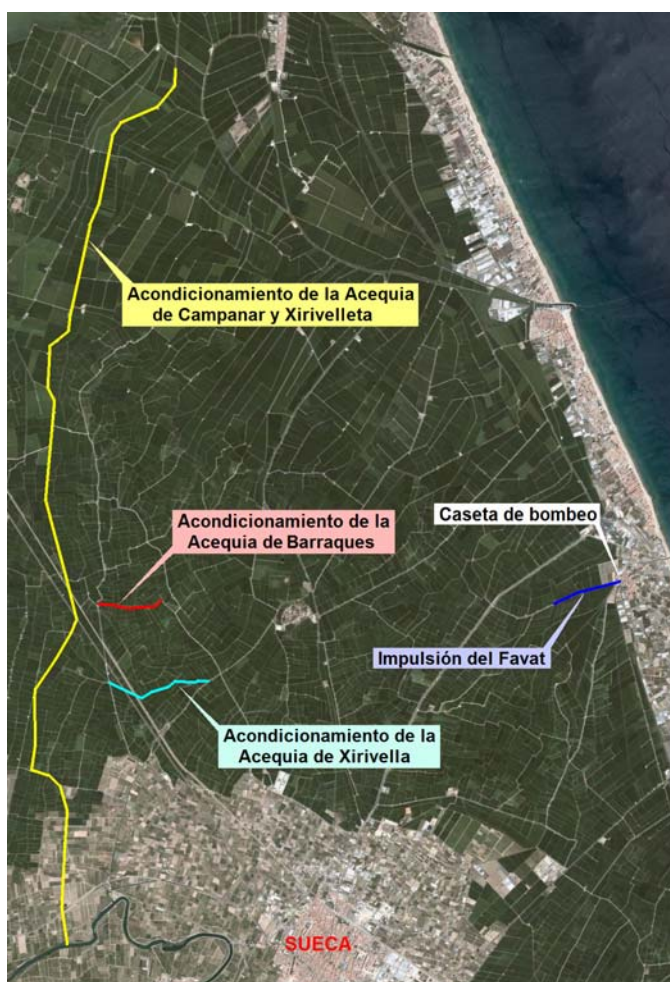 Acondicionamiento de la Acequia
de Campanar y Xirivelleta
Caseta de bombeo
Acondicionamiento de la
Acequia de Barraques
Impulsión del Favat
Acondicionamiento de la
Acequia de Xirivella
SUECA